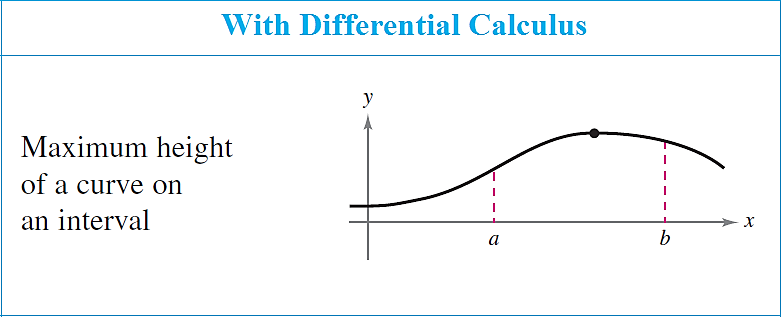 With Differential Calculus
y
Maximum height
of a curve on
an interval
x
a
b